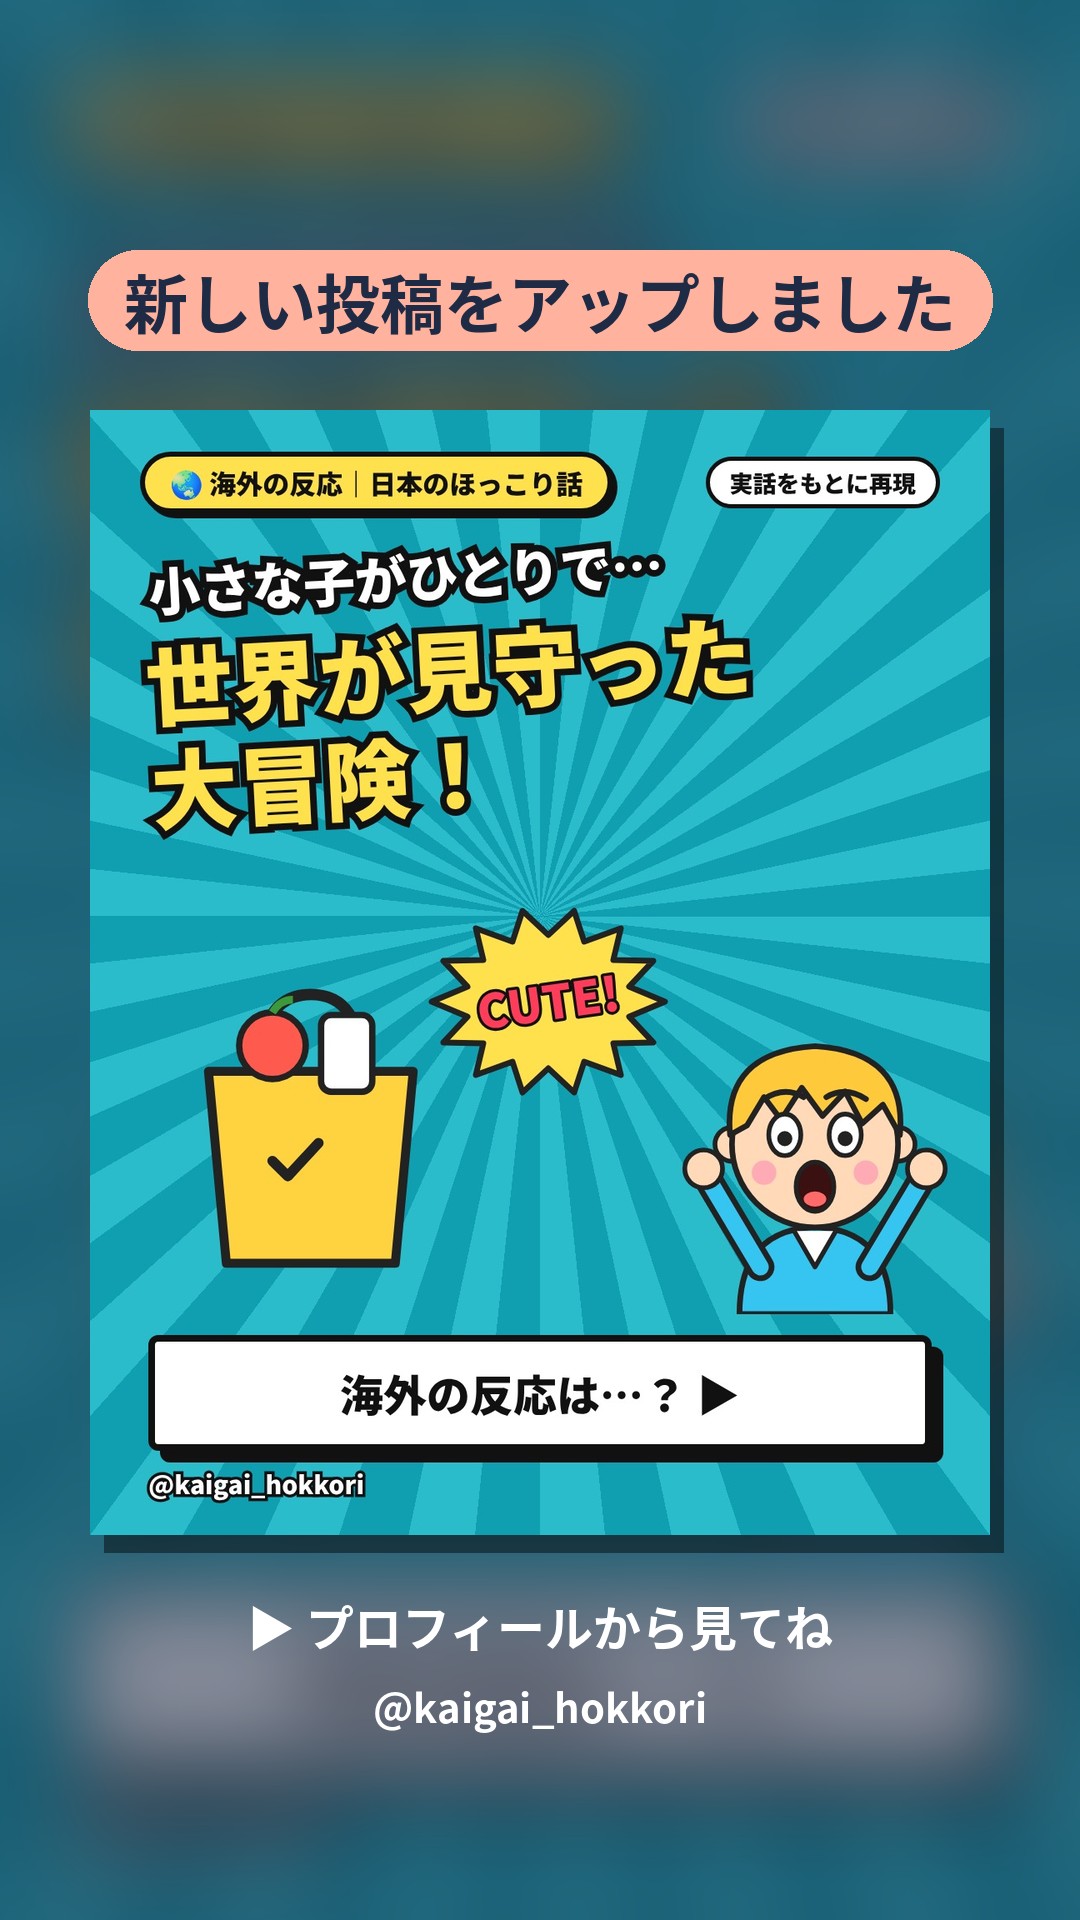 新しい投稿をアップしました
🌏 海外の反応｜日本のほっこり話
実話をもとに再現
小さな子がひとりで…
世界が見守った
大冒険！
CUTE!
海外の反応は…？ ▶
@kaigai_hokkori
▶ プロフィールから見てね
@kaigai_hokkori